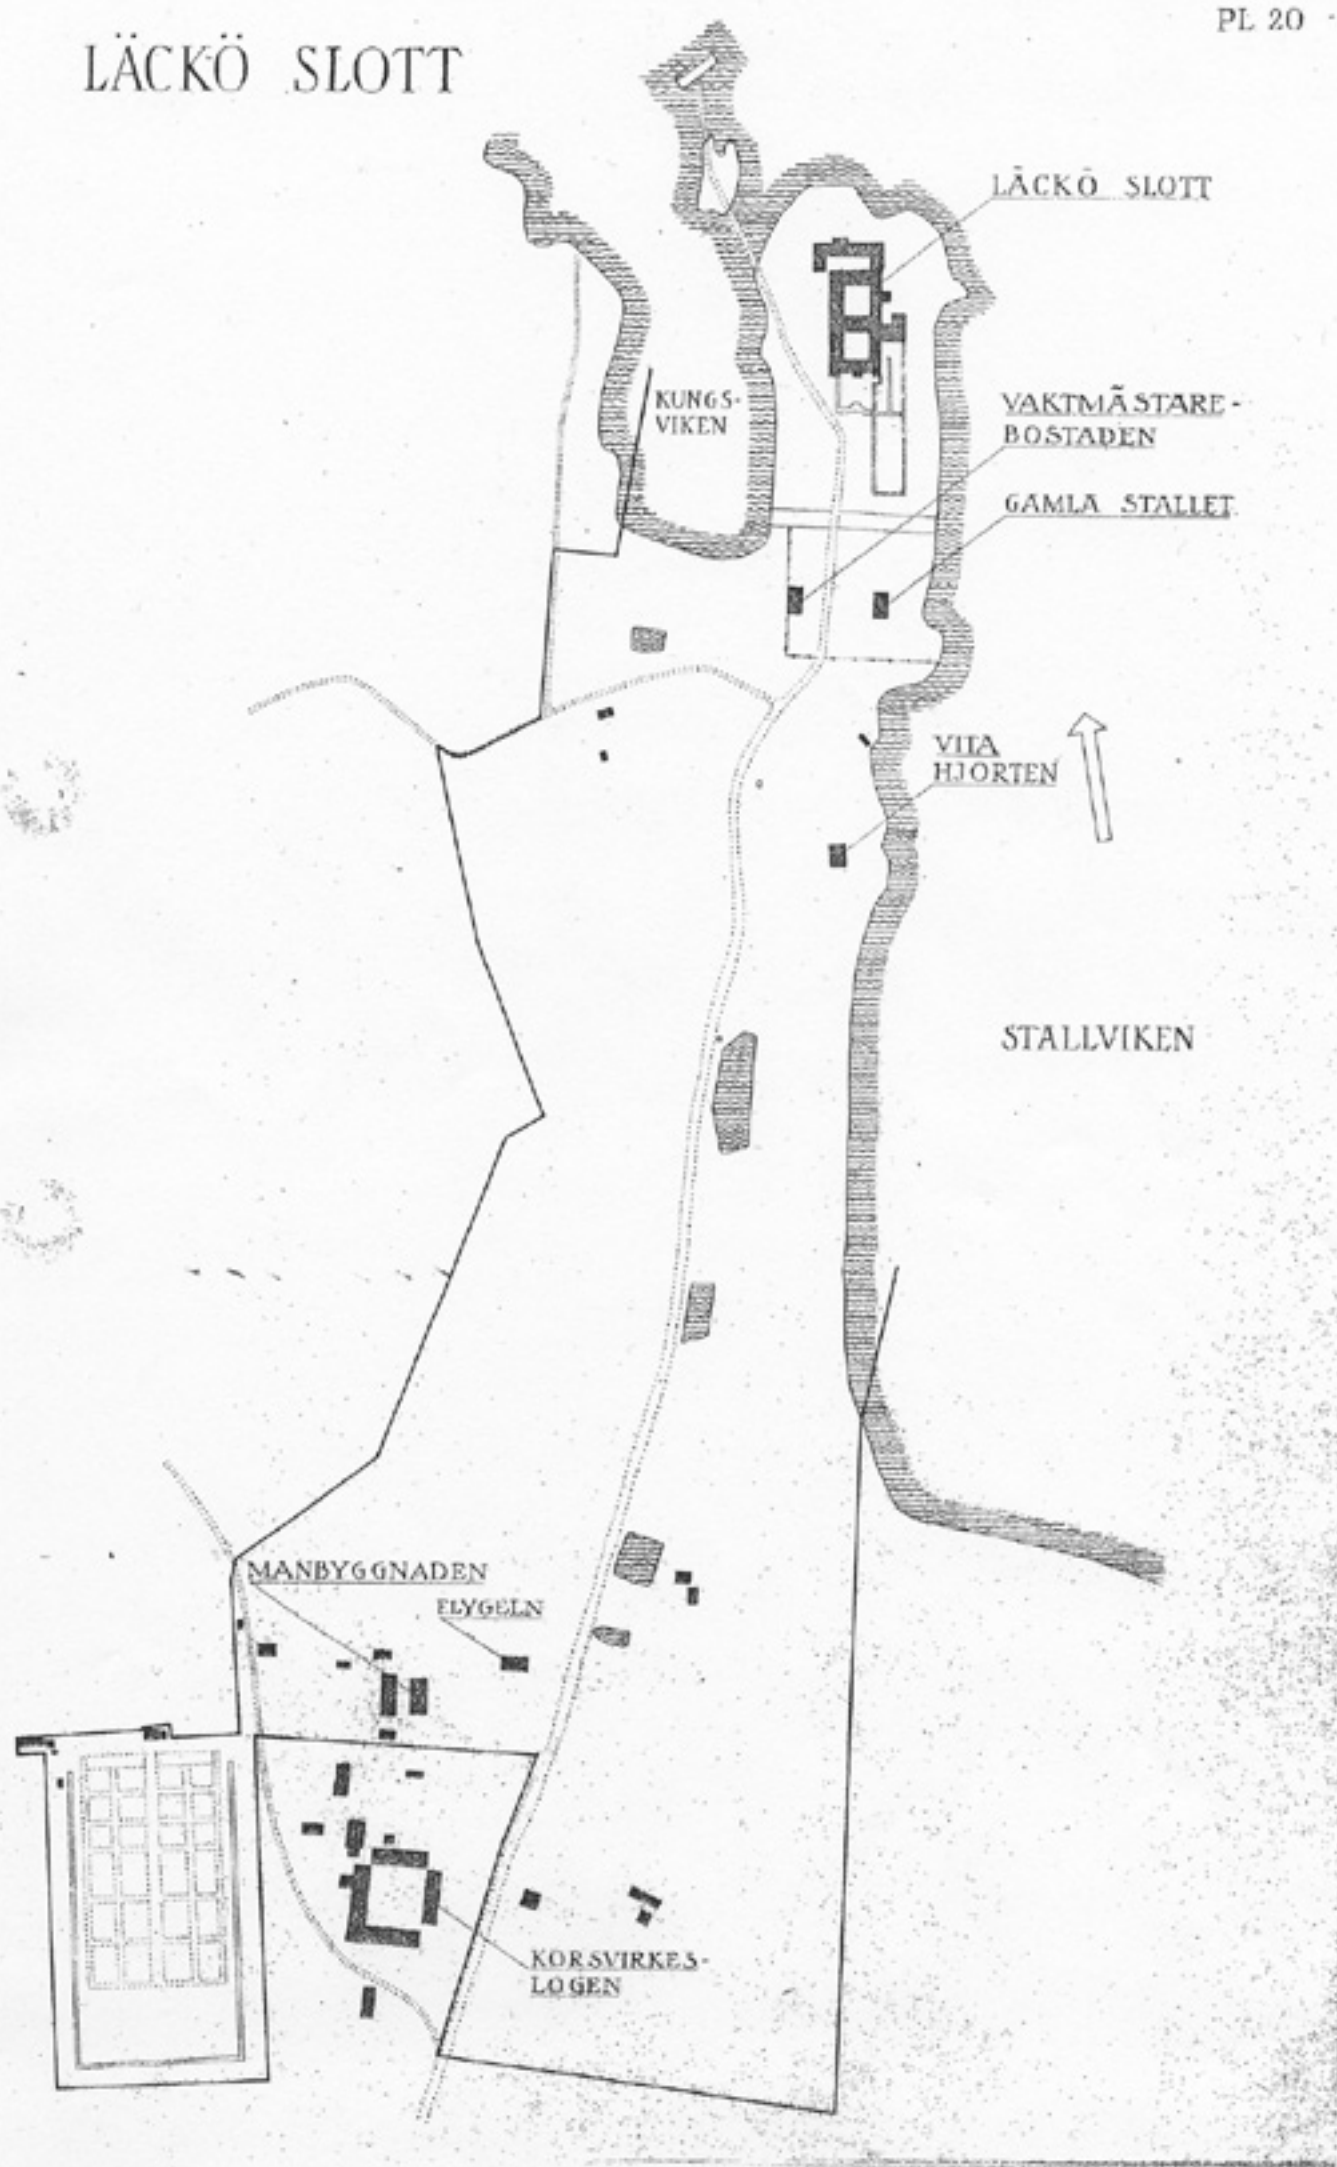 PL 20
LÄCKÖ SLOTT
LÄCKÖ SLOTT
KUNGS-
VIKEN
VAKTMÄSTARE-
BOSTADEN
GAMLA STALLET
VITA
HJORTEN
STALLVIKEN
MANBYGGNADEN
FLYGELN
KORSVIRKES-
LOGEN